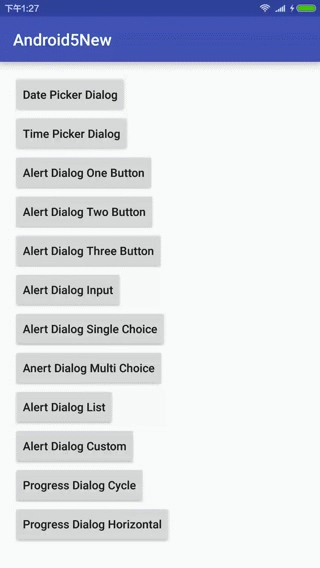 下午1:27
Android5New
Date Picker Dialog
Time Picker Dialog
Alert Dialog One Button
Alert Dialog Two Button
Alert Dialog Three Button
Alert Dialog Input
Alert Dialog Single Choice
Anert Dialog Multi Choice
Alert Dialog List
Alert Dialog Custom
Progress Dialog Cycle
Progress Dialog Horizontal